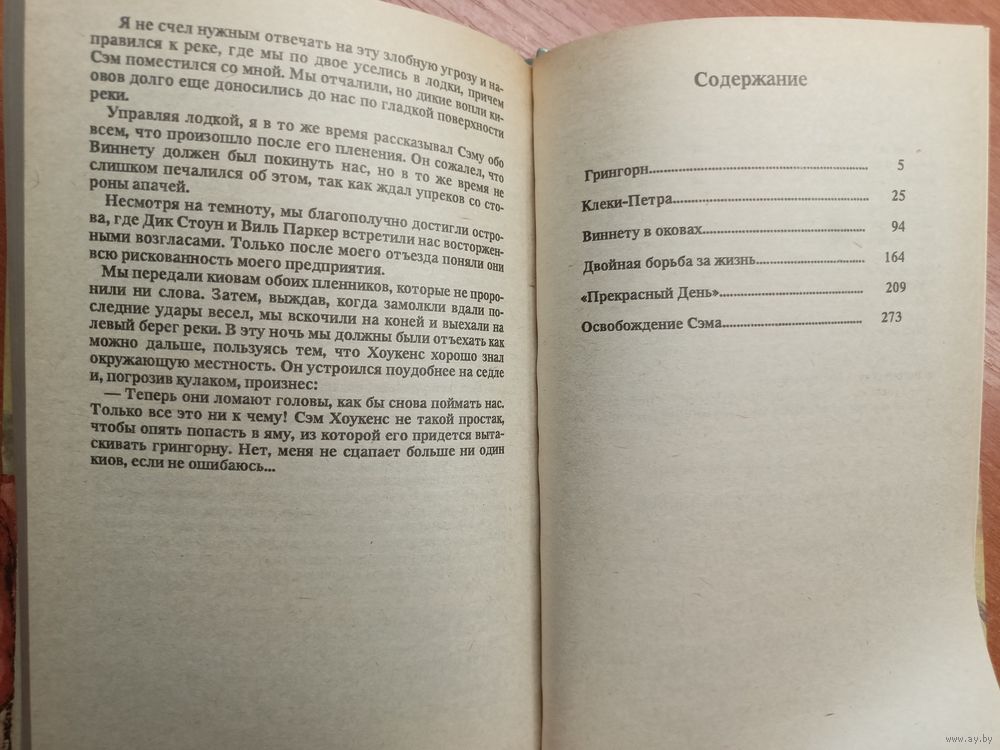 Я не счел нужным отвечать на эту злобную угрозу и на-
правился к реке, где мы по двое уселись в лодки, причем
Сэм поместился со мной. Мы отчалили, но дикие вопли ки-
овов долго еще доносились до нас по гладкой поверхности
реки.
Управляя лодкой, я в то же время рассказывал Сэму обо
всем, что произошло после его пленения. Он сожалел, что
Виннету должен был покинуть нас, но в то же время не
слишком печалился об этом, так как ждал упреков со сто-
роны апачей.
Несмотря на темноту, мы благополучно достигли остро-
ва, где Дик Стоун и Виль Паркер встретили нас восторжен-
ными возгласами. Только после моего отъезда поняли они
всю рискованность моего предприятия.
Мы передали киовам обоих пленников, которые не проро-
нили ни слова. Затем, выждав, когда замолкли вдали по-
следние удары весел, мы вскочили на коней и выехали на
левый берег реки. В эту ночь мы должны были отъехать как
можно дальше, пользуясь тем, что Хоукенс хорошо знал
окружающую местность. Он устроился поудобнее на седле
и, погрозив кулаком, произнес:
— Теперь они ломают головы, как бы снова поймать нас.
Только все это ни к чему! Сэм Хоукенс не такой простак,
чтобы опять попасть в яму, из которой его придется выта-
скивать грингорну. Нет, меня не сцапает больше ни один
киов, если не ошибаюсь...
Содержание
Грингорн........ 5
Клеки-Петра........ 25
Виннету в оковах........ 94
Двойная борьба за жизнь........ 164
«Прекрасный День»........ 209
Освобождение Сэма........ 273
www.ay.by